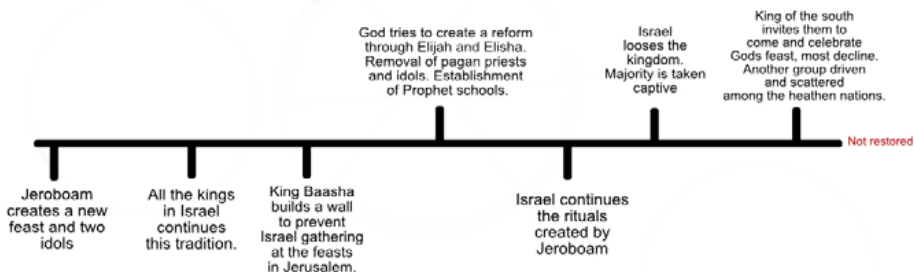 God tries to create a reform
through Elijah and Elisha.
Removal of pagan priests
and idols. Establishment
of Prophet schools.
Israel
looses the
kingdom.
Majority is taken
captive
King of the south
invites them to
come and celebrate
Gods feast, most decline.
Another group driven
and scattered
among the heathen nations.
Not restored
Jeroboam
creates a new
feast and two
idols
All the kings
in Israel
continues
this tradition.
King Baasha
builds a wall
to prevent
Israel gathering
at the feasts
in Jerusalem.
Israel continues
the rituals
created by
Jeroboam